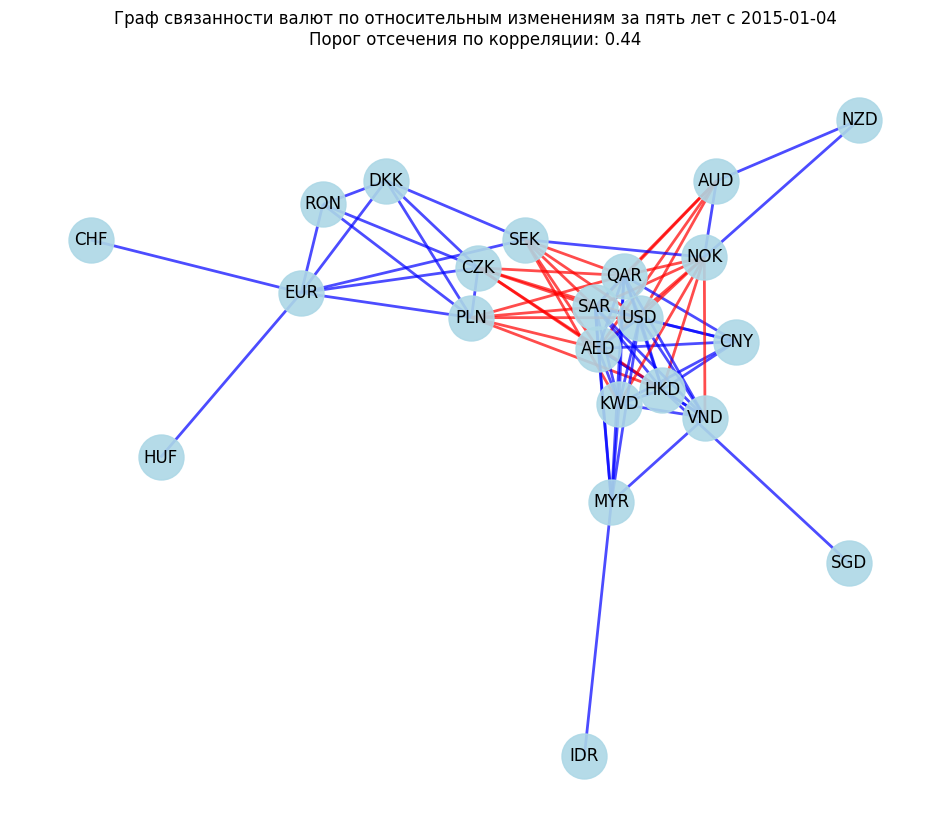 Граф связанности валют по относительным изменениям за пять лет с 2015-01-04
Порог отсечения по корреляции: 0.44
NZD
DKK
AUD
RON
CHF
SEK
NOK
CZK
QAR
EUR
SAR
PLN
USD
CNY
AED
HKD
KWD
VND
HUF
MYR
SGD
IDR